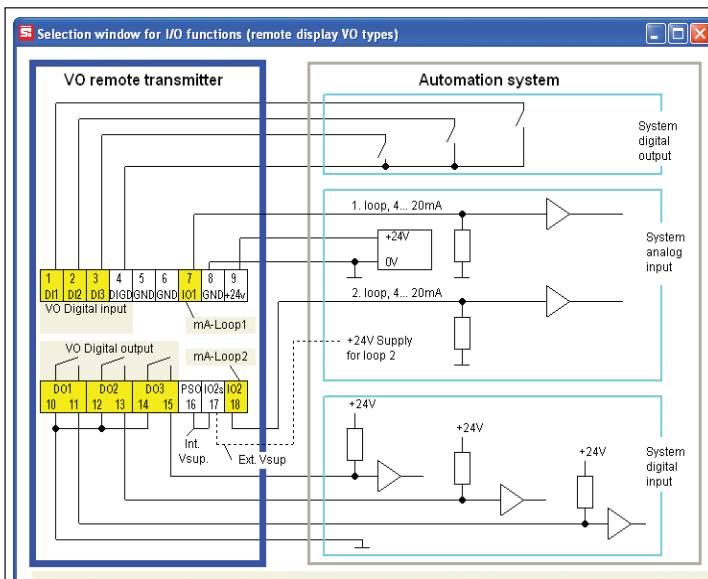 Selection window for I/O functions (remote display VO types)
VO remote transmitter
Automation system
System
digital
output
1. loop, 4... 20mA
+24V
0V
System
analog
input
1 2 3 4 5 6 7 8 9
DI1 DI2 DI3 DIGD GND GND IO1 GND +24v
VO Digital input
mA-Loop1
2. loop, 4... 20mA
+24V Supply
for loop 2
VO Digital output
mA-Loop2
DO1 DO2 DO3 PSO IO2s IO2
10 11 12 13 14 15 16 17 18
Int.
Vsup.
Ext. Vsup
+24V
+24V
+24V
System
digital
input